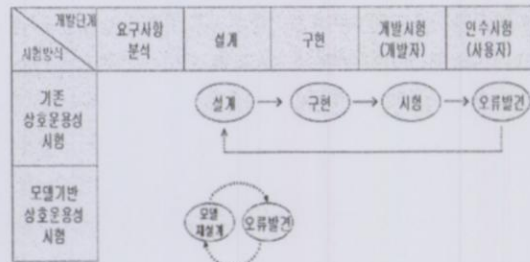 개발단계
시험방식
요구사항
분석
설계
구현
개발시험
(개발자)
인수시험
(사용자)
기존
상호운용성
시험
설계
구현
시험
오류발견
모델기반
상호운용성
시험
모델
재설계
오류발견